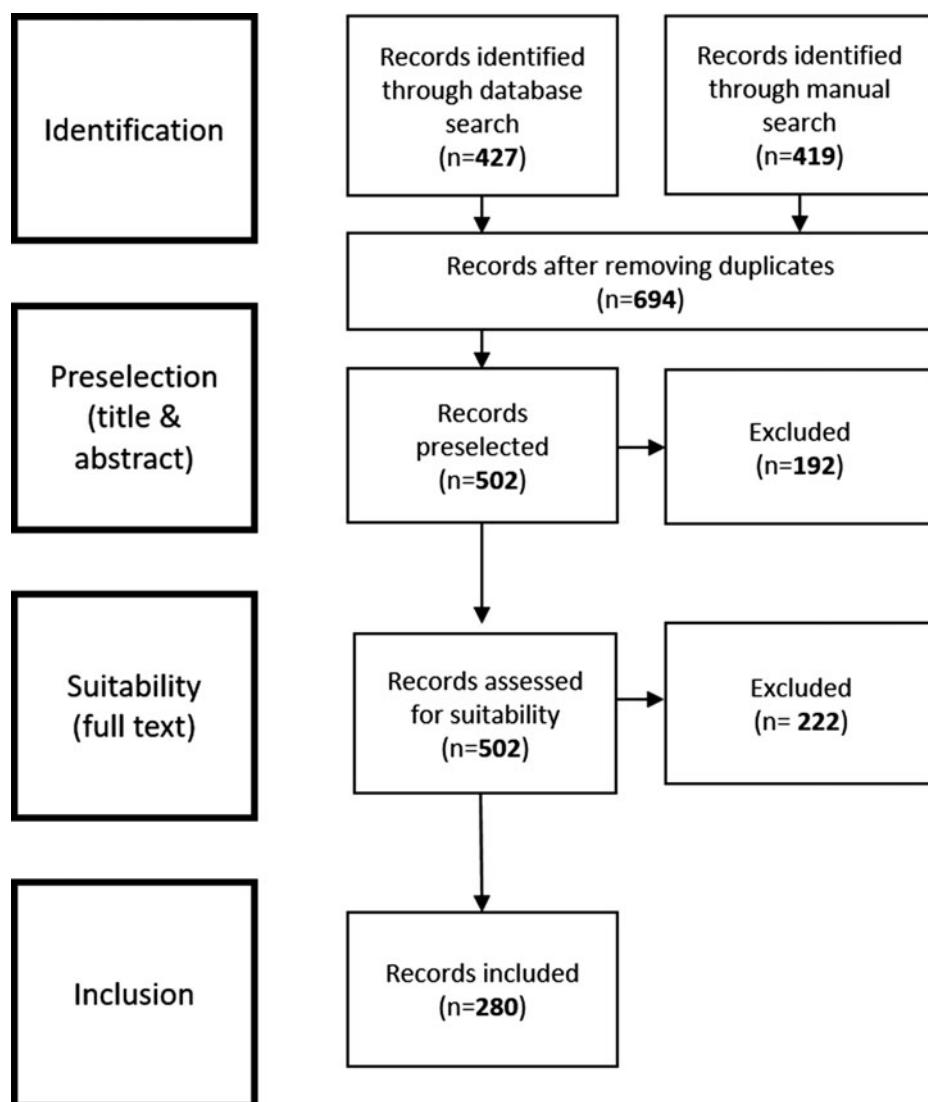 Identification
Records identified
through database
search
(n=427)
Records identified
through manual
search
(n=419)
Records after removing duplicates
(n=694)
Preselection
(title &
abstract)
Records
preselected
(n=502)
Excluded
(n=192)
Suitability
(full text)
Records assessed
for suitability
(n=502)
Excluded
(n= 222)
Inclusion
Records included
(n=280)